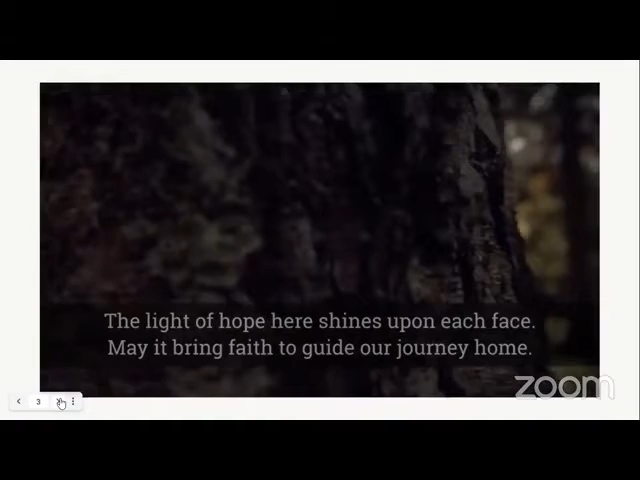 The light of hope here shines upon each face.
May it bring faith to guide our journey home.
zoom
3